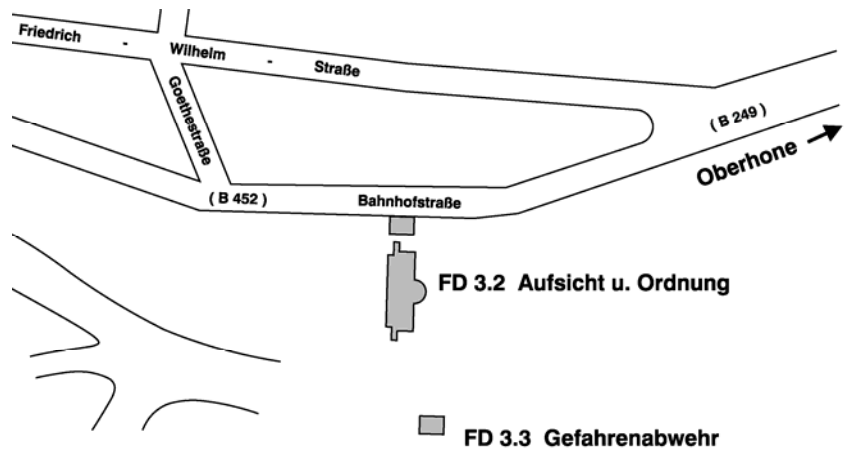 Friedrich - Wilhelm - Straße
Goethestraße
( B 249 )
Oberhone
( B 452 ) Bahnhofstraße
FD 3.2 Aufsicht u. Ordnung
FD 3.3 Gefahrenabwehr